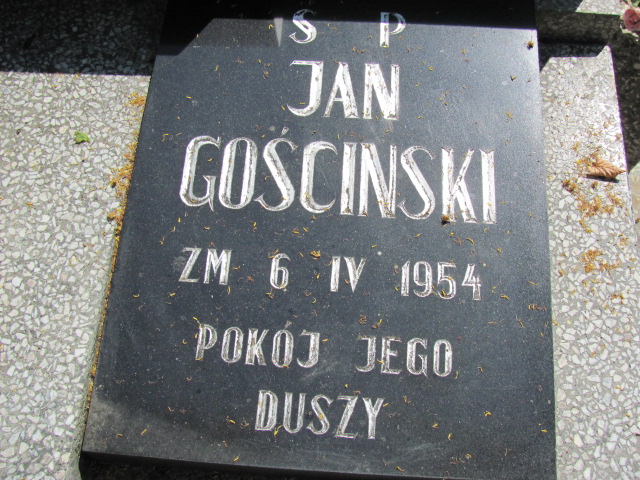 Ś P
JAN
GOŚCINSKI
ZM 6 IV 1954
POKÓJ JEGO
DUSZY